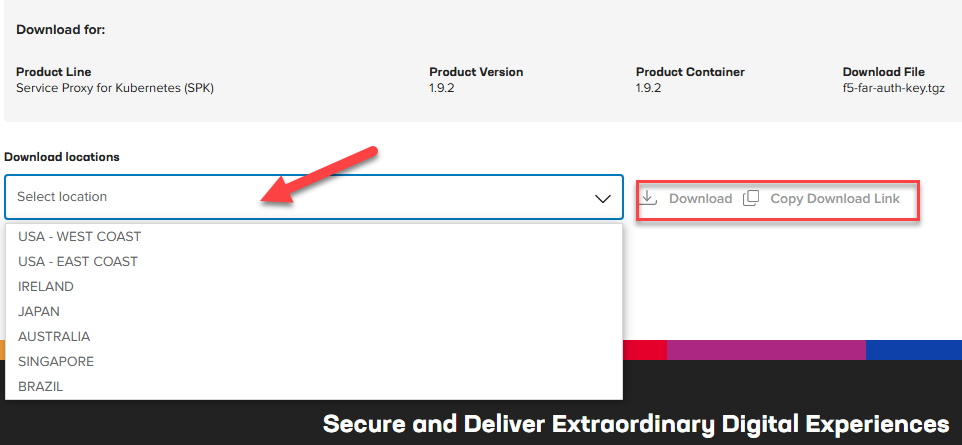 Download for:
Product Line Product Version Product Container Download File
Service Proxy for Kubernetes (SPK) 1.9.2 1.9.2 f5-far-auth-key.tgz
Download locations
Select location Download Copy Download Link
USA - WEST COAST
USA - EAST COAST
IRELAND
JAPAN
AUSTRALIA
SINGAPORE
BRAZIL
Secure and Deliver Extraordinary Digital Experiences